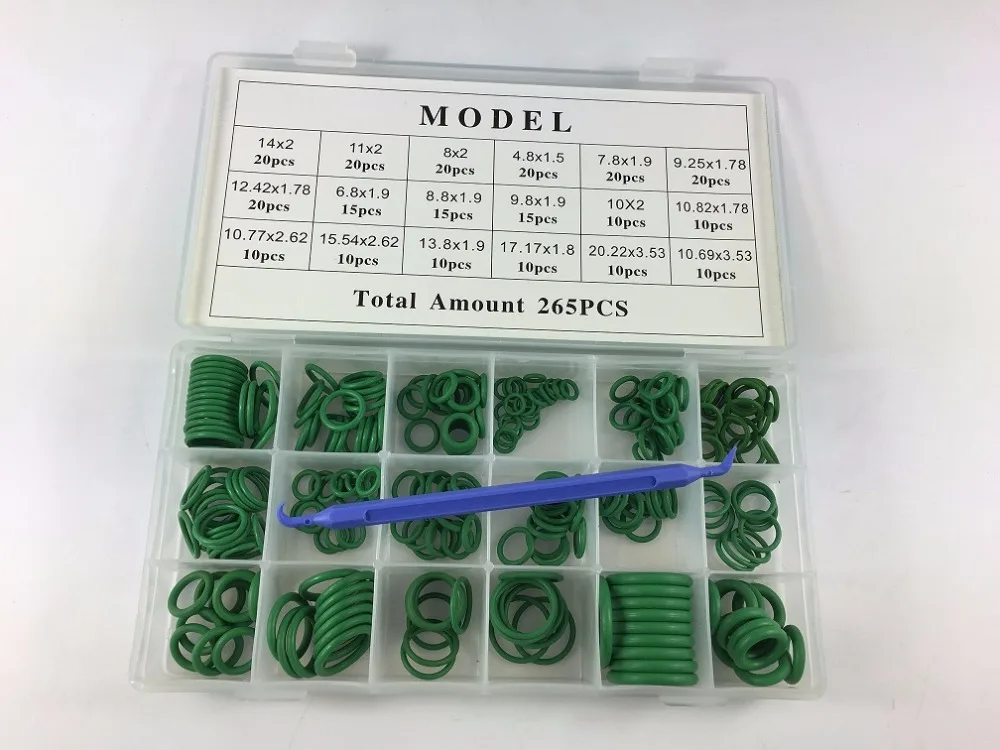 MODEL
14x2 11x2 8x2 4.8x1.5 7.8x1.9 9.25x1.78
20pcs 20pcs 20pcs 20pcs 20pcs 20pcs
12.42x1.78 6.8x1.9 8.8x1.9 9.8x1.9 10X2 10.82x1.78
20pcs 15pcs 15pcs 15pcs 10pcs 10pcs
10.77x2.62 15.54x2.62 13.8x1.9 17.17x1.8 20.22x3.53 10.69x3.53
10pcs 10pcs 10pcs 10pcs 10pcs 10pcs
Total Amount 265PCS